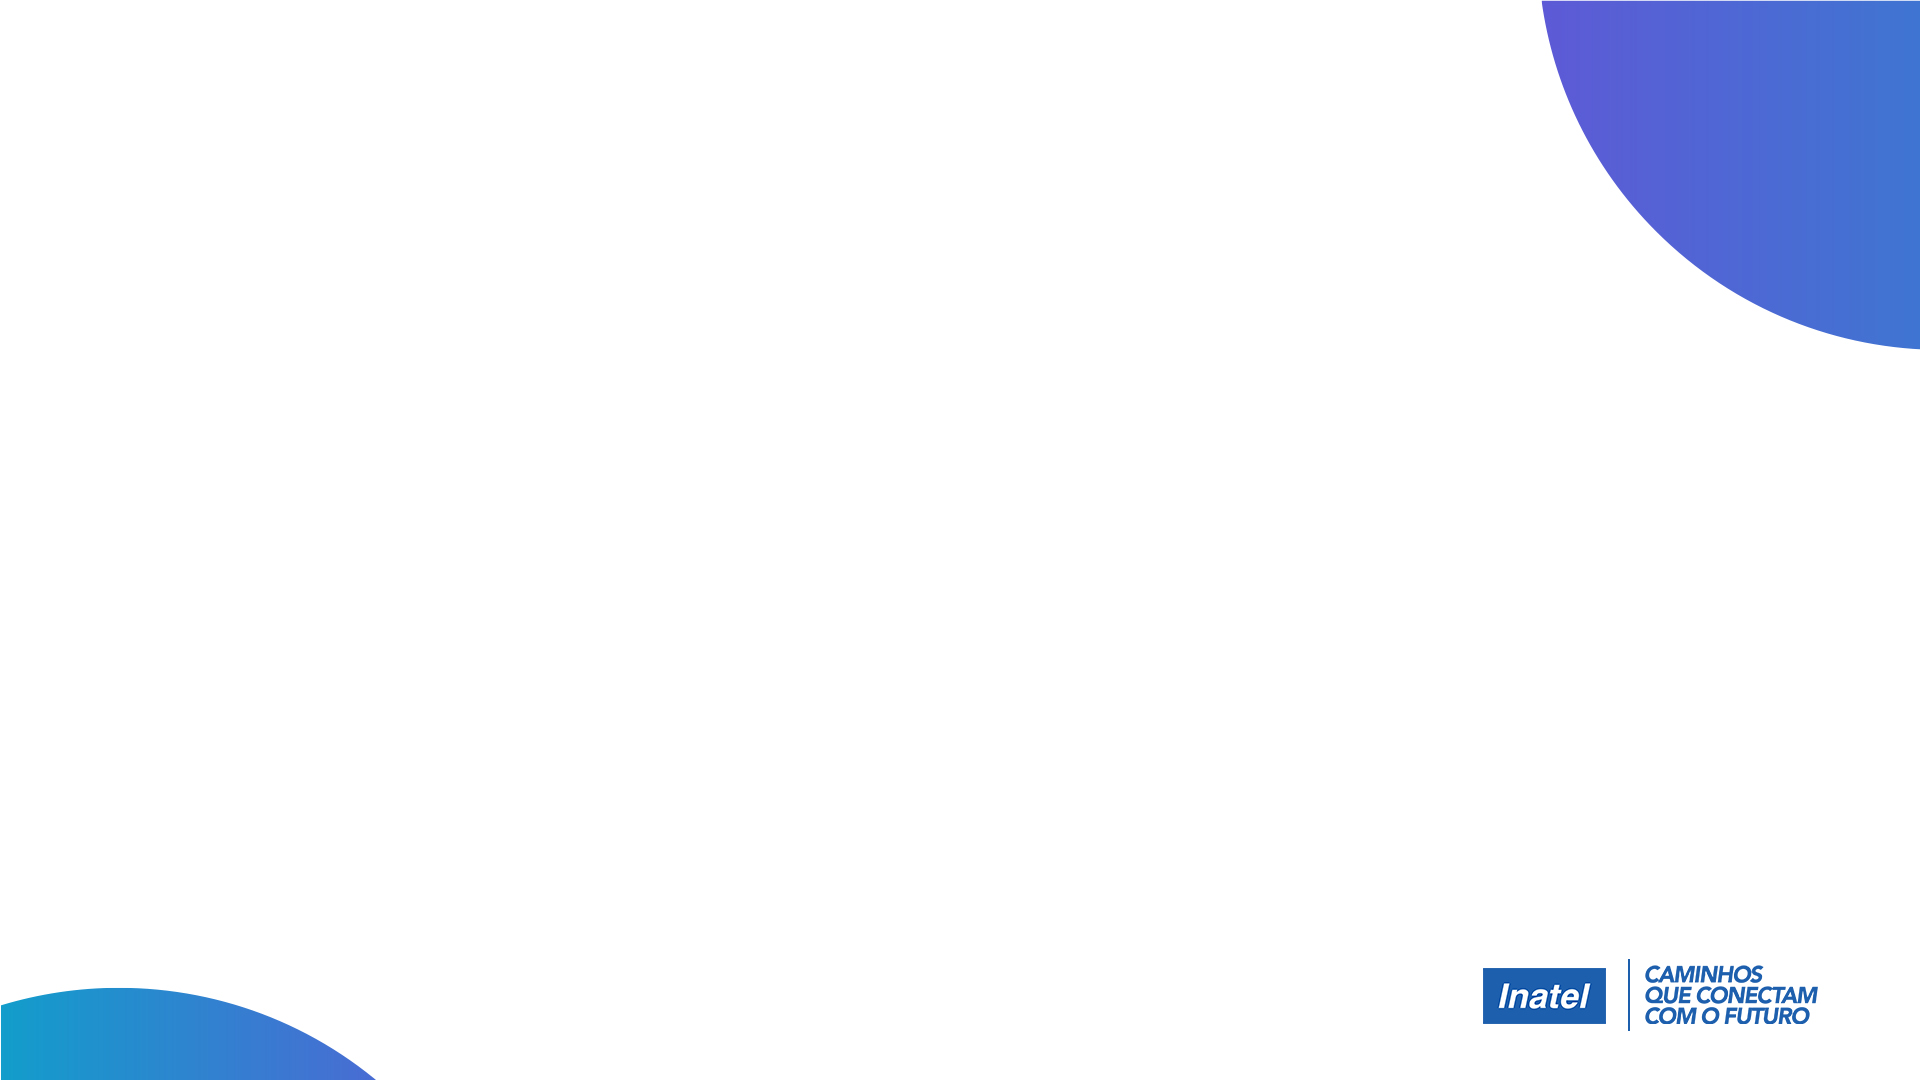 Inatel
CAMINHOS
QUE CONECTAM
COM O FUTURO